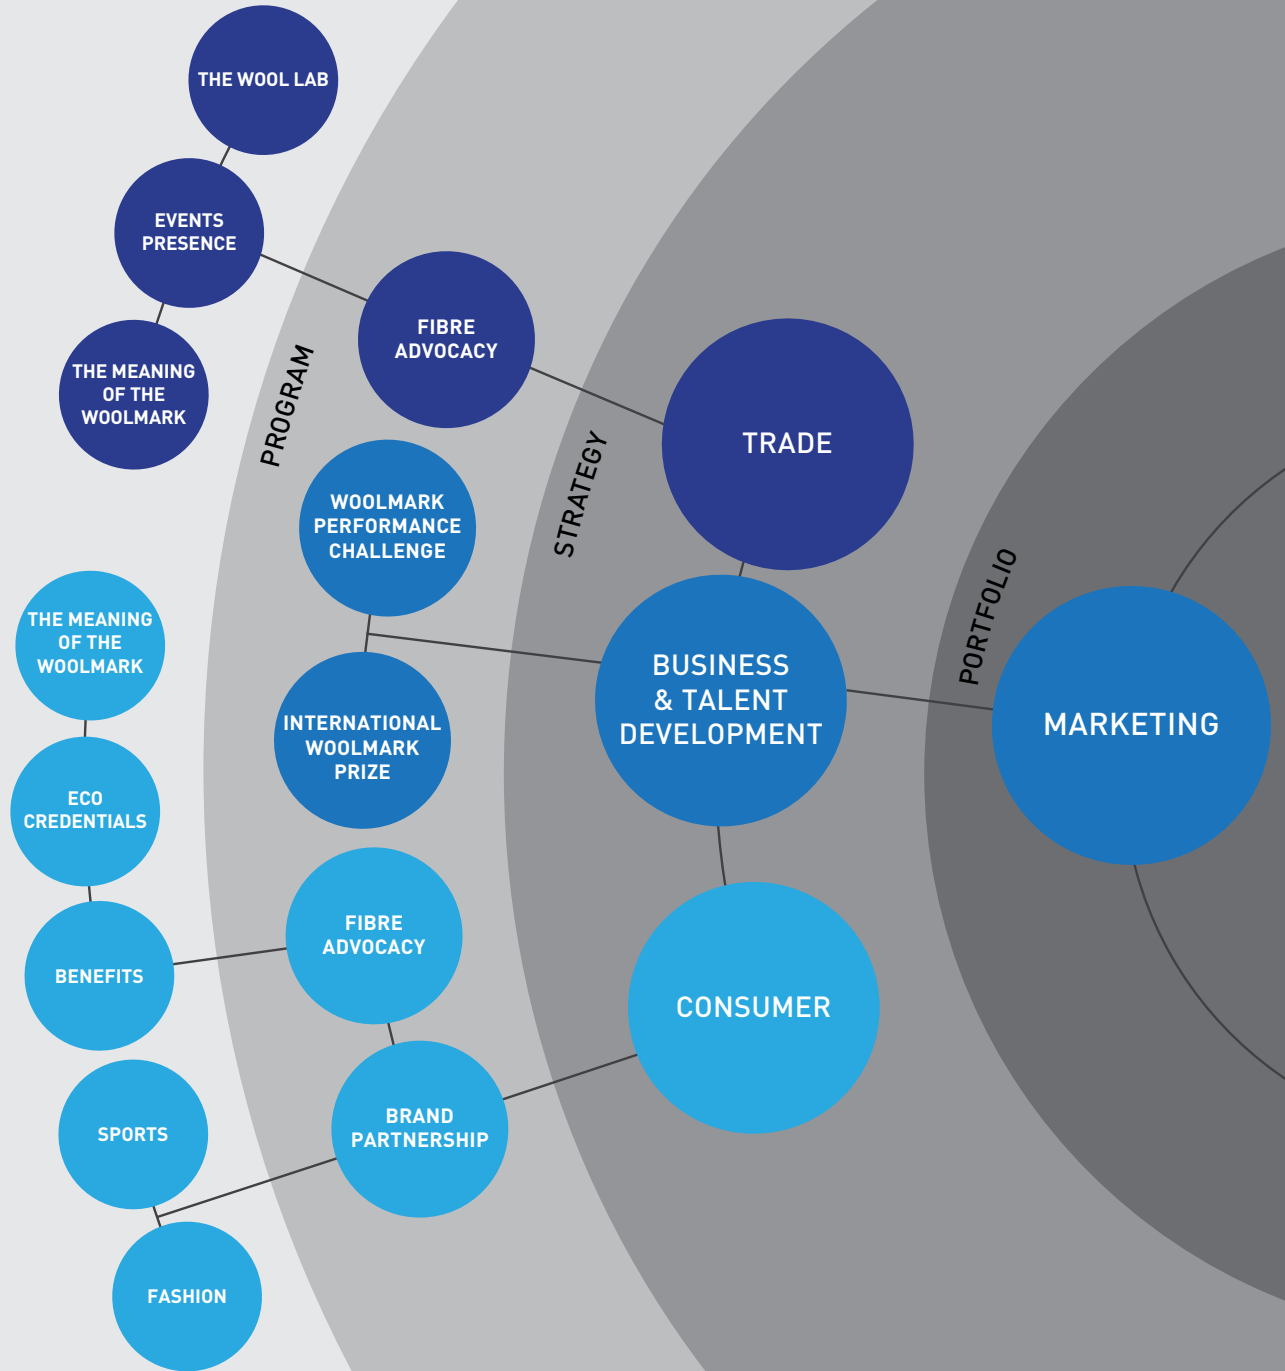 THE WOOL LAB
EVENTS
PRESENCE
THE MEANING
OF THE
WOOLMARK
FIBRE
ADVOCACY
PROGRAM
TRADE
STRATEGY
WOOLMARK
PERFORMANCE
CHALLENGE
PORTFOLIO
THE MEANING
OF THE
WOOLMARK
BUSINESS
& TALENT
DEVELOPMENT
MARKETING
INTERNATIONAL
WOOLMARK
PRIZE
ECO
CREDENTIALS
FIBRE
ADVOCACY
BENEFITS
CONSUMER
BRAND
PARTNERSHIP
SPORTS
FASHION